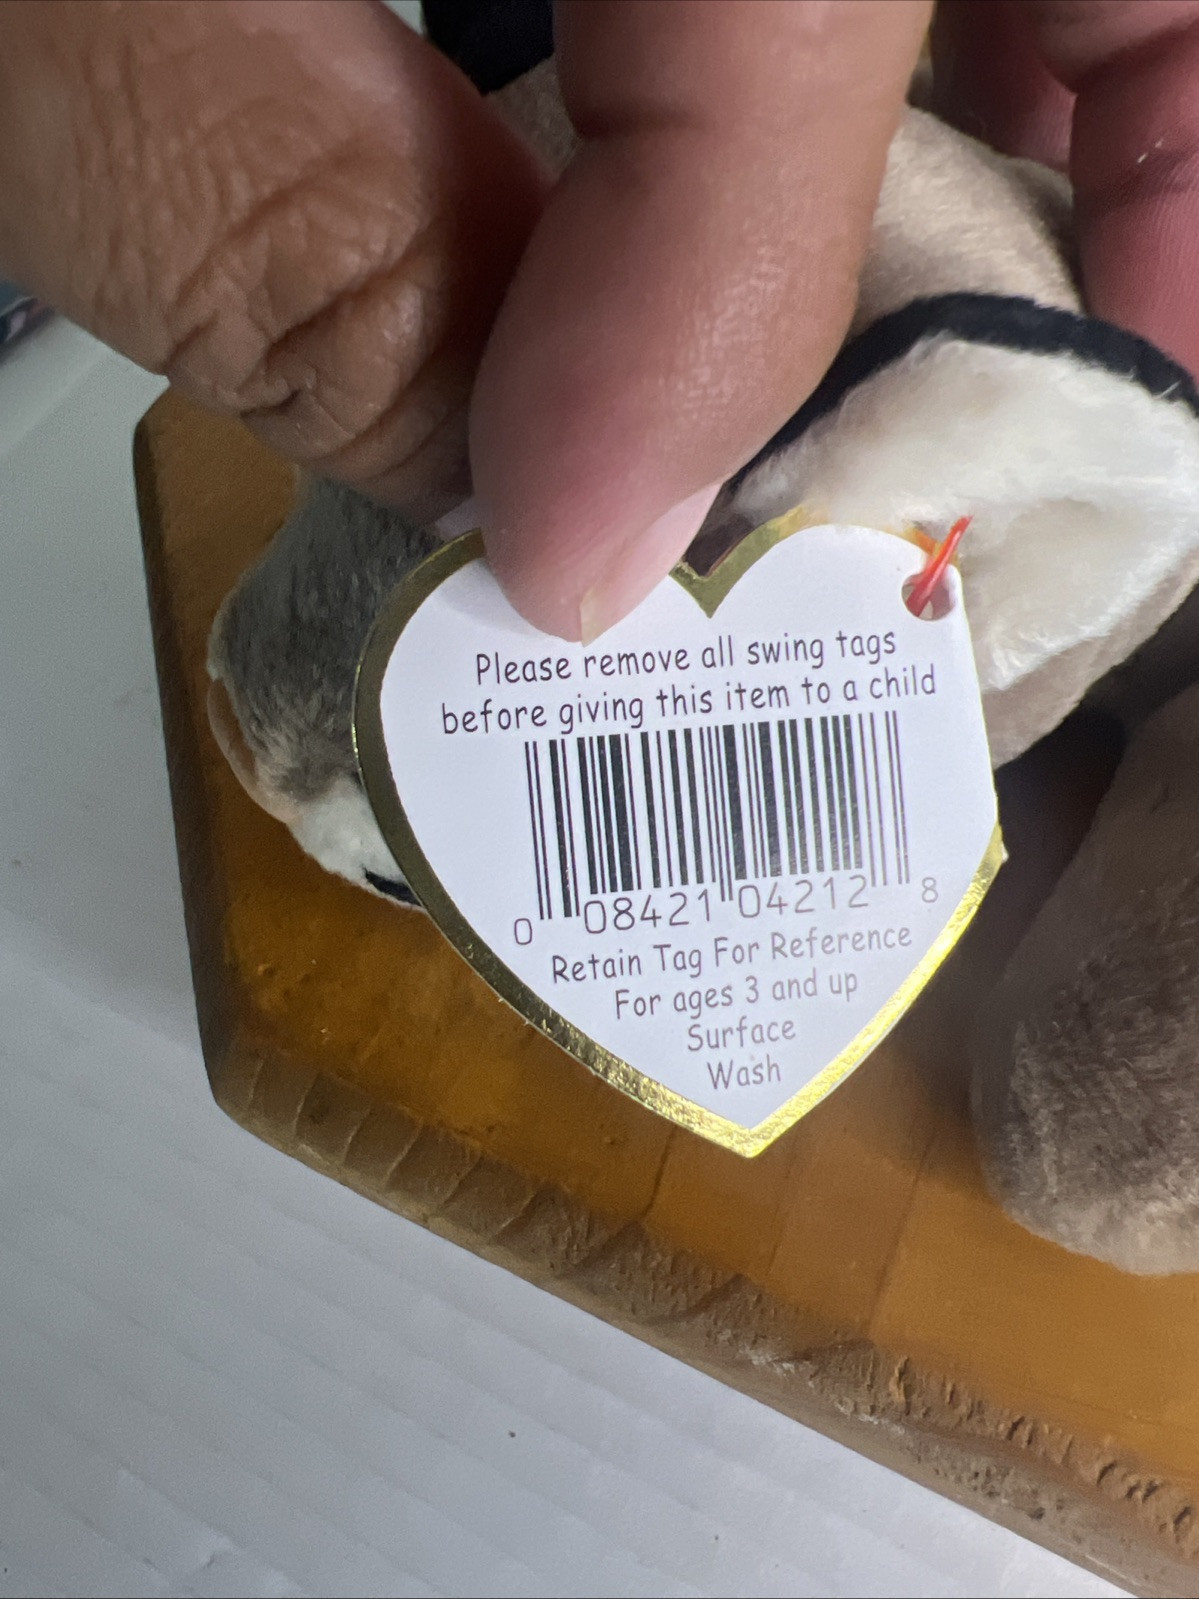 Please remove all swing tags
before giving this item to a child
0 08421 04212 8
Retain Tag For Reference
For ages 3 and up
Surface
Wash